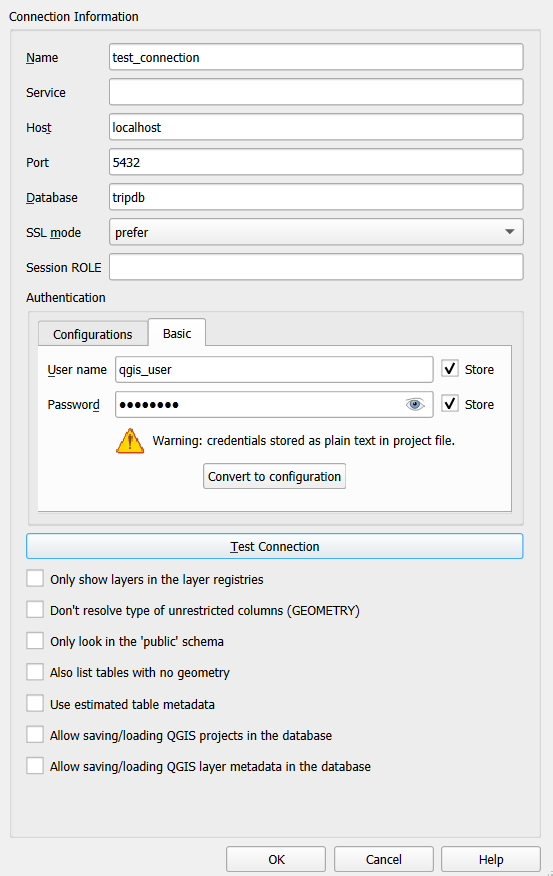 Connection Information
Name test_connection
Service
Host localhost
Port 5432
Database tripdb
SSL mode prefer
Session ROLE
Authentication
Configurations Basic
User name qgis_user Store
Password ●●●●●●●● Store
Warning: credentials stored as plain text in project file.
Convert to configuration
Test Connection
Only show layers in the layer registries
Don't resolve type of unrestricted columns (GEOMETRY)
Only look in the 'public' schema
Also list tables with no geometry
Use estimated table metadata
Allow saving/loading QGIS projects in the database
Allow saving/loading QGIS layer metadata in the database
OK Cancel Help